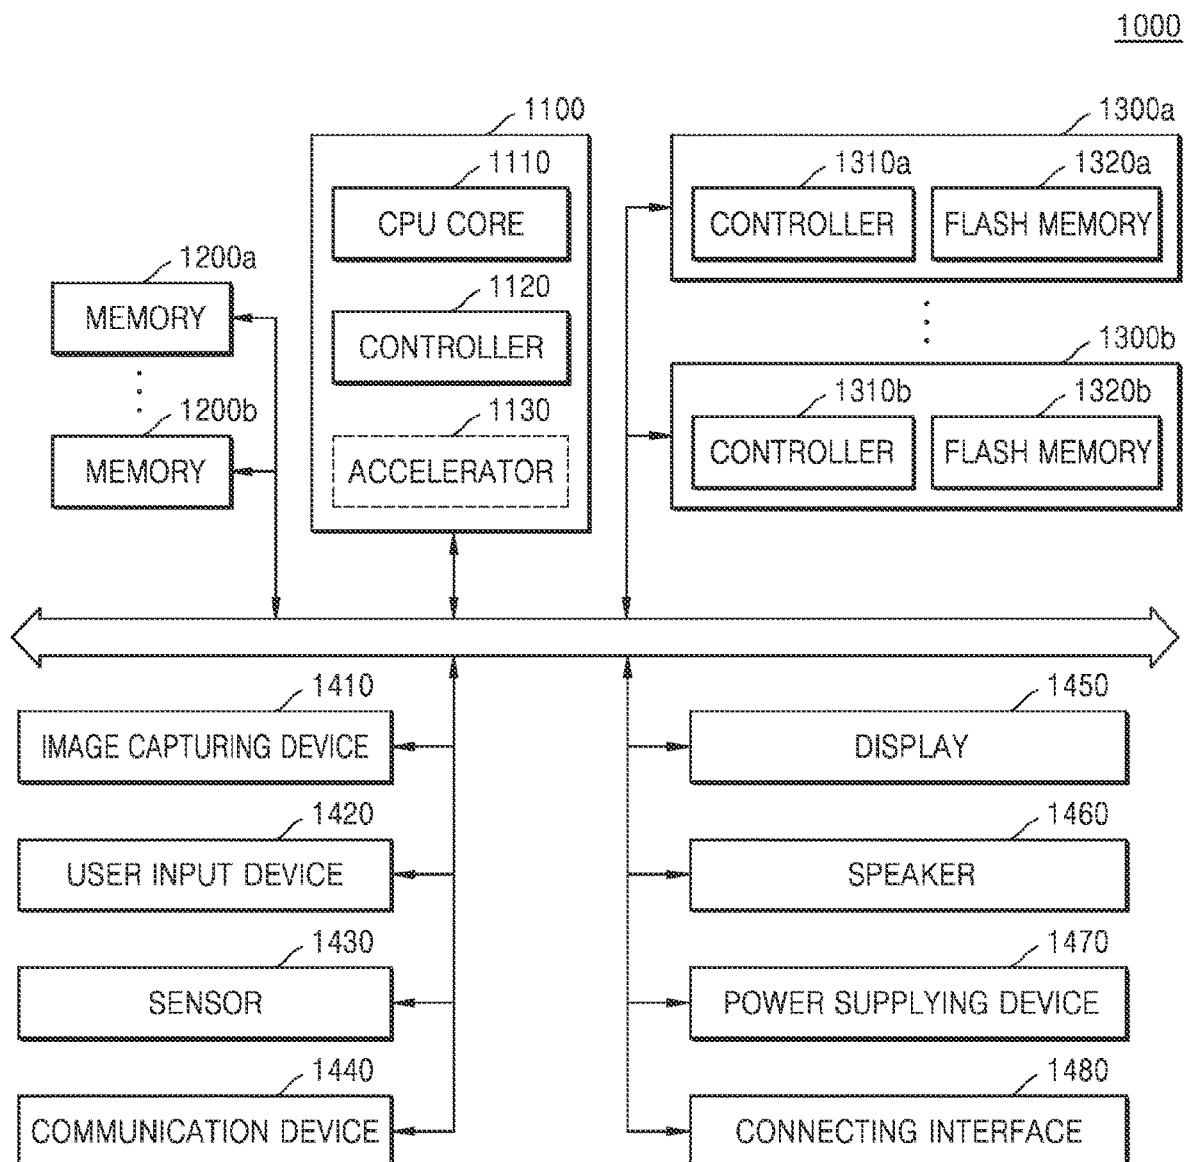 1000
1100
1110
CPU CORE
1120
CONTROLLER
1130
ACCELERATOR
1200a
MEMORY
1200b
MEMORY
1300a
1310a
CONTROLLER
1320a
FLASH MEMORY
1300b
1310b
CONTROLLER
1320b
FLASH MEMORY
1410
IMAGE CAPTURING DEVICE
1420
USER INPUT DEVICE
1430
SENSOR
1440
COMMUNICATION DEVICE
1450
DISPLAY
1460
SPEAKER
1470
POWER SUPPLYING DEVICE
1480
CONNECTING INTERFACE